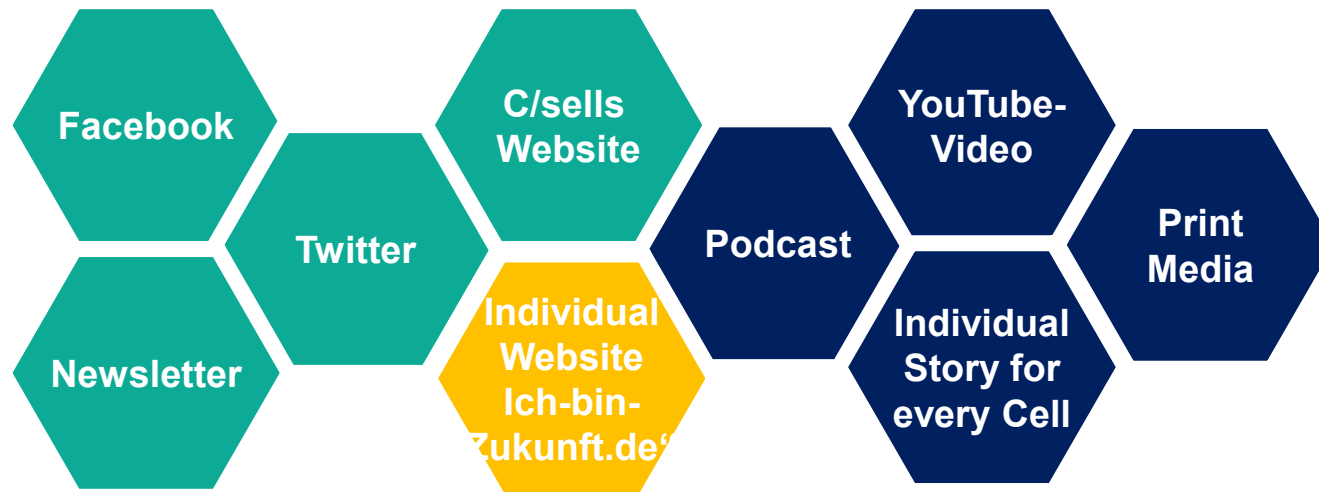 Facebook
Twitter
Newsletter
C/sells
Website
Individual
Website
Ich-bin-
Zukunft.de‘
Podcast
YouTube-
Video
Individual
Story for
every Cell
Print
Media